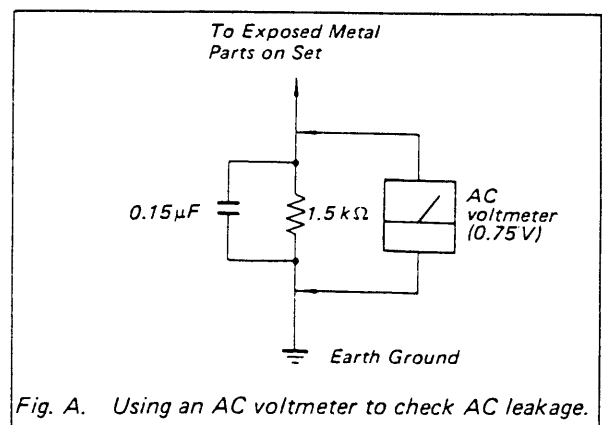 To Exposed Metal
Parts on Set
0.15μF
1.5 kΩ
AC
voltmeter
(0.75V)
Earth Ground
Fig. A. Using an AC voltmeter to check AC leakage.